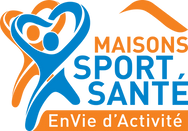 MAISONS
SPORT
SANTÉ
EnVie d'Activité